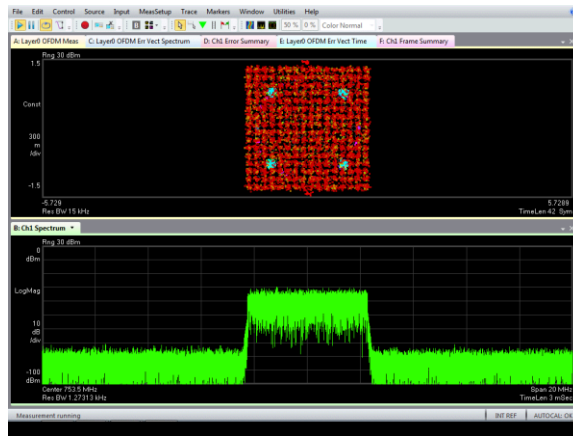 File Edit Control Source Input MeasSetup Trace Markers Window Utilities Help
50 % 0 % Color Normal
A: Layer0 OFDM Meas C: Layer0 OFDM Err Vect Spectrum D: Ch1 Error Summary E: Layer0 OFDM Err Vect Time F: Ch1 Frame Summary
Rng 30 dBm
1.5
Const
300
m
/div
-1.5
-5.729 5.7289
Res BW 15 kHz TimeLen 42 Sym
B: Ch1 Spectrum
Rng 30 dBm
0
dBm
LogMag
10
dB
/div
-100
dBm
Center 753.5 MHz Span 20 MHz
Res BW 1.27313 kHz TimeLen 3 mSec
Measurement running INT REF AUTOCAL: OK